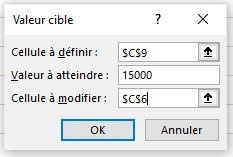 Valeur cible
Cellule à définir : $C$9
Valeur à atteindre : 15000
Cellule à modifier : $C$6
OK Annuler